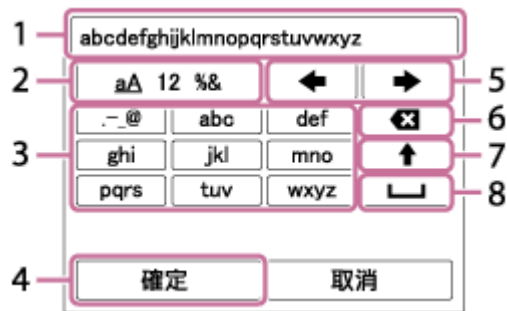 1 abcdefghijklmnopqrstuvwxyz
2 aA 12 %& 5
.-_@ abc def 6
3 ghi jkl mno 7
pqrs tuv wxyz 8
4 確定 取消